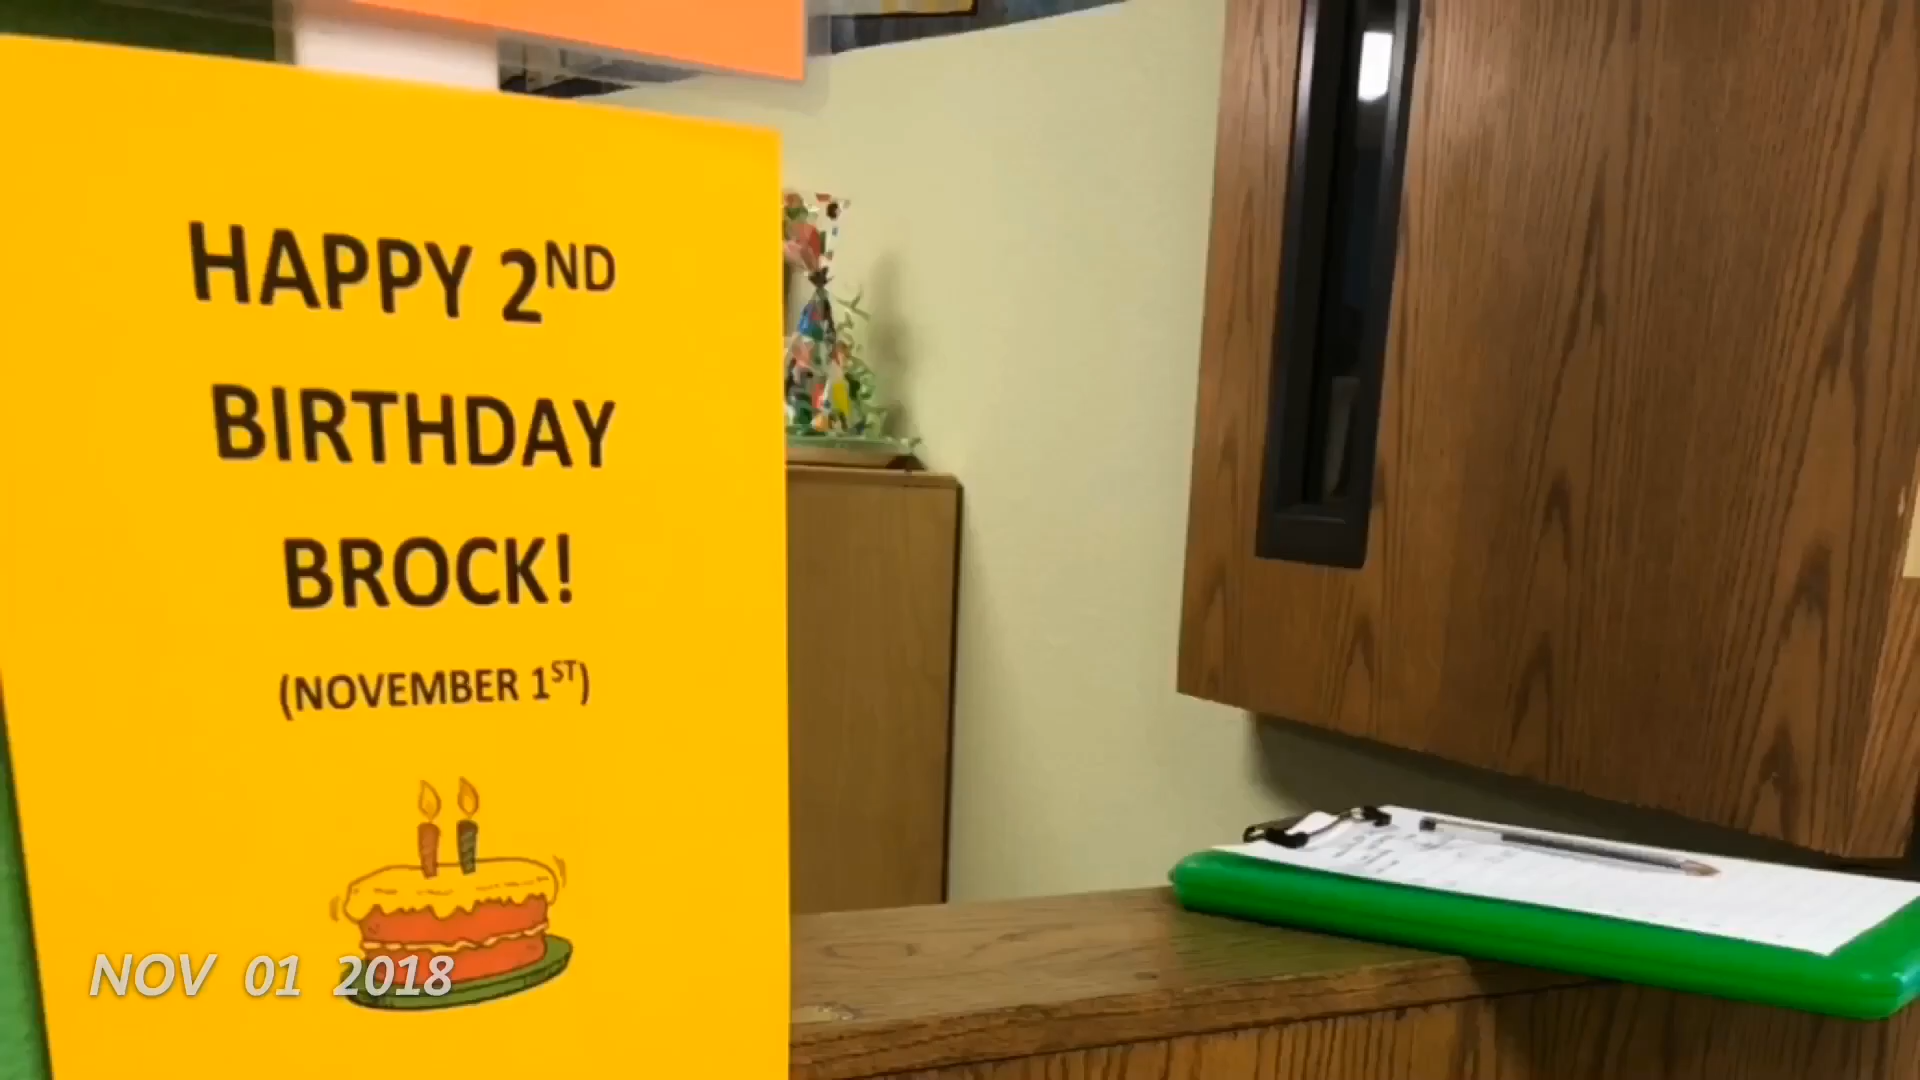 HAPPY 2ND
BIRTHDAY
BROCK!
(NOVEMBER 1ST)
NOV 01 2018